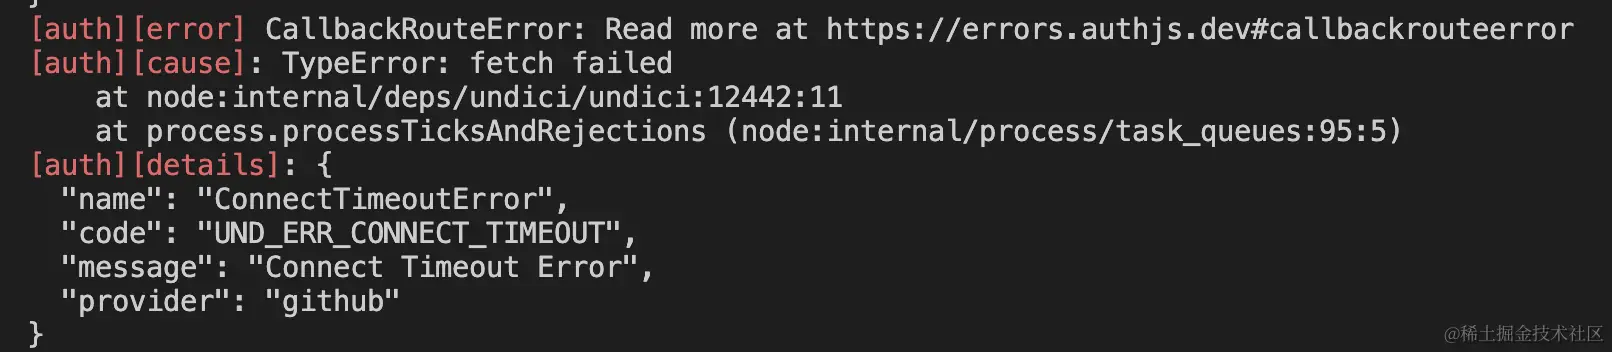 }
[auth][error] CallbackRouteError: Read more at https://errors.authjs.dev#callbackrouteerror
[auth][cause]: TypeError: fetch failed
    at node:internal/deps/undici/undici:12442:11
    at process.processTicksAndRejections (node:internal/process/task_queues:95:5)
[auth][details]: {
  "name": "ConnectTimeoutError",
  "code": "UND_ERR_CONNECT_TIMEOUT",
  "message": "Connect Timeout Error",
  "provider": "github"
}
@稀土掘金技术社区